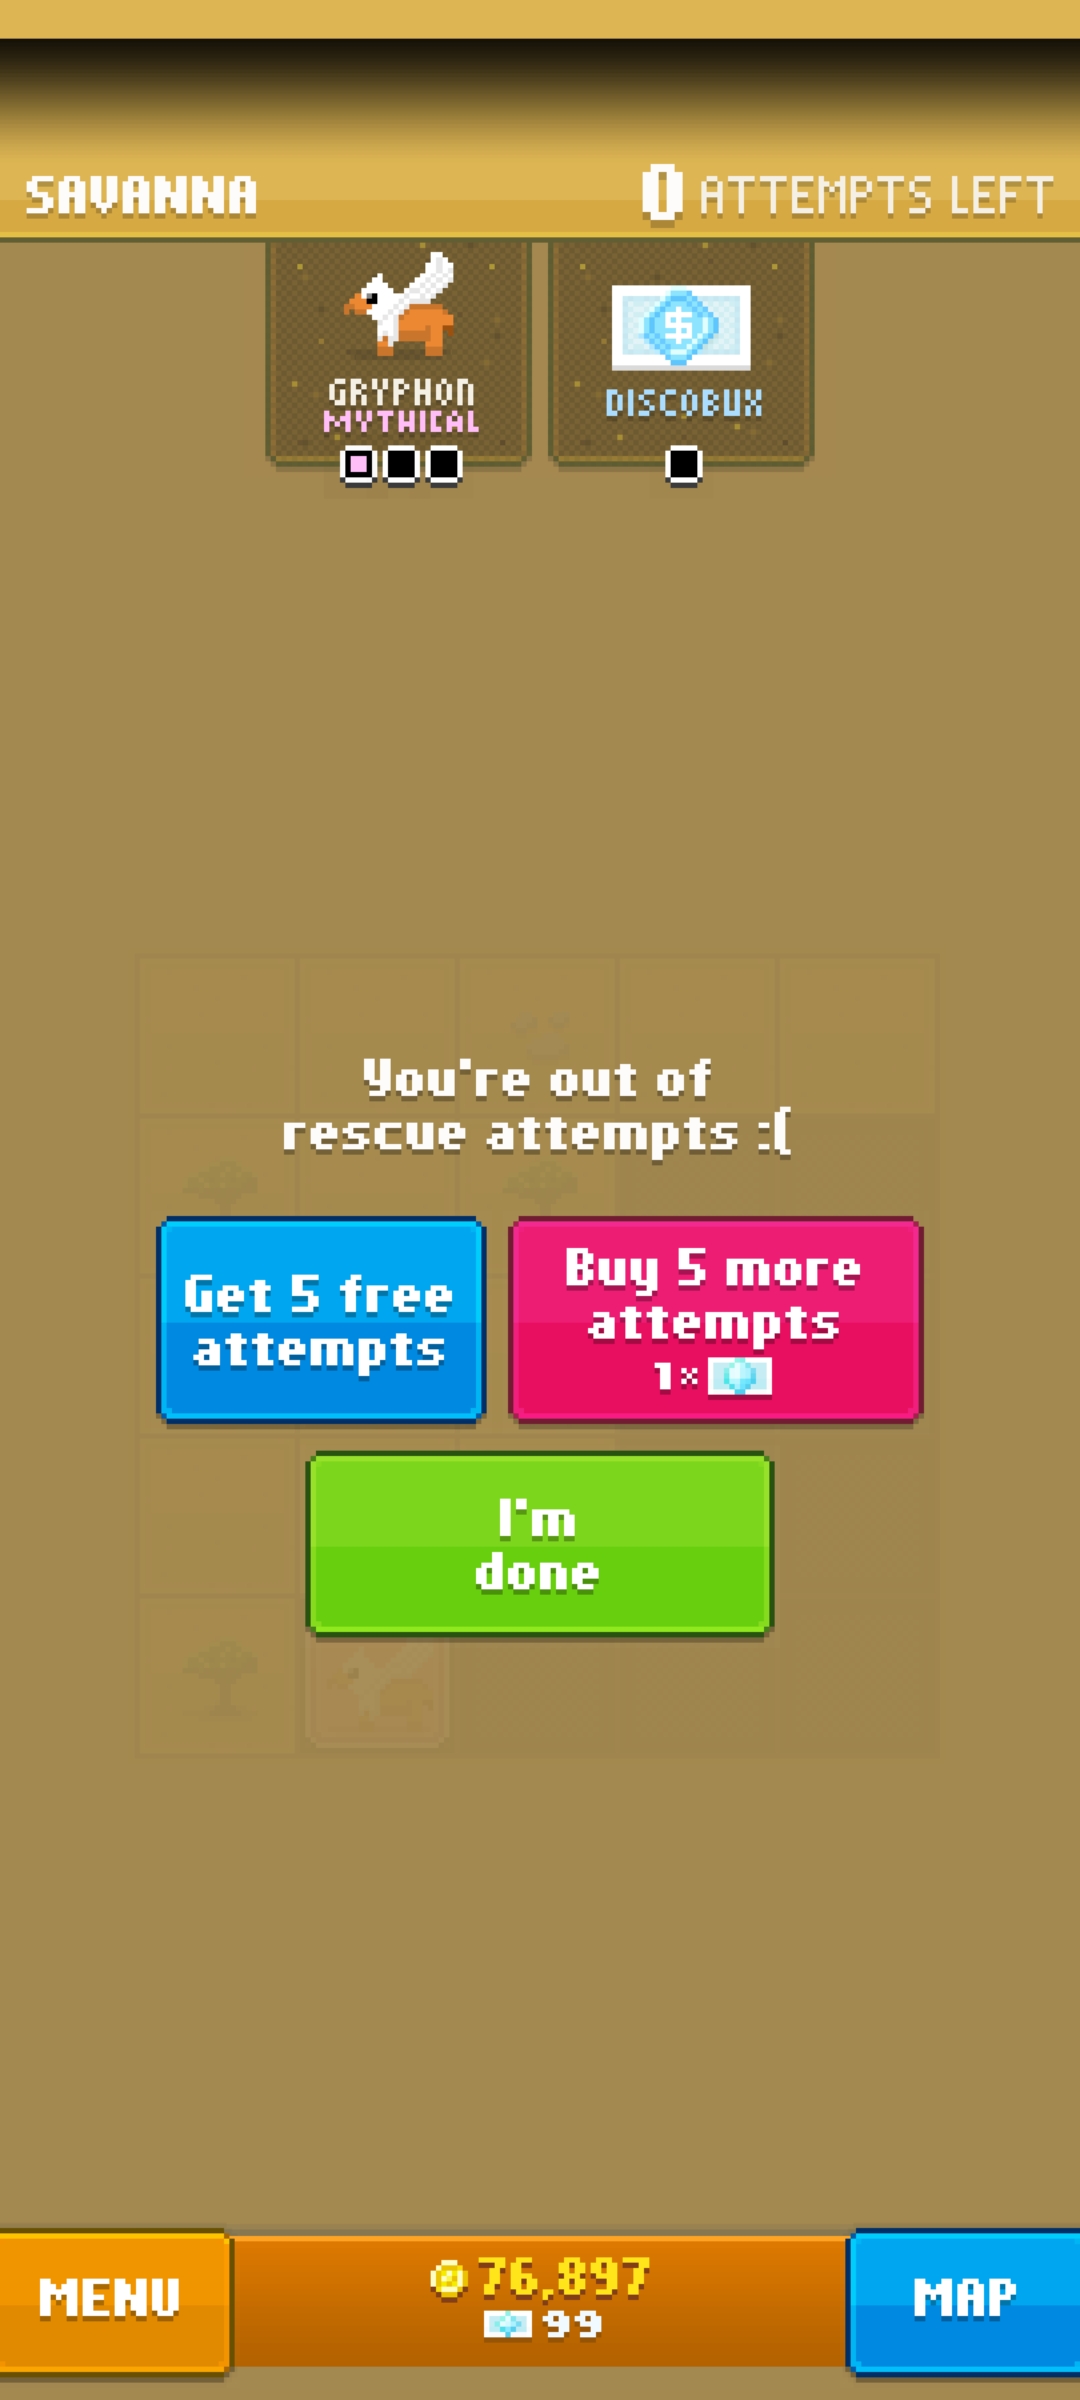 SAVANNA
0 ATTEMPTS LEFT
GRYPHON
MYTHICAL
$
DISCOBUX
You're out of
rescue attempts :(
Get 5 free
attempts
Buy 5 more
attempts
1×
I'm
done
MENU
76,897
99
MAP